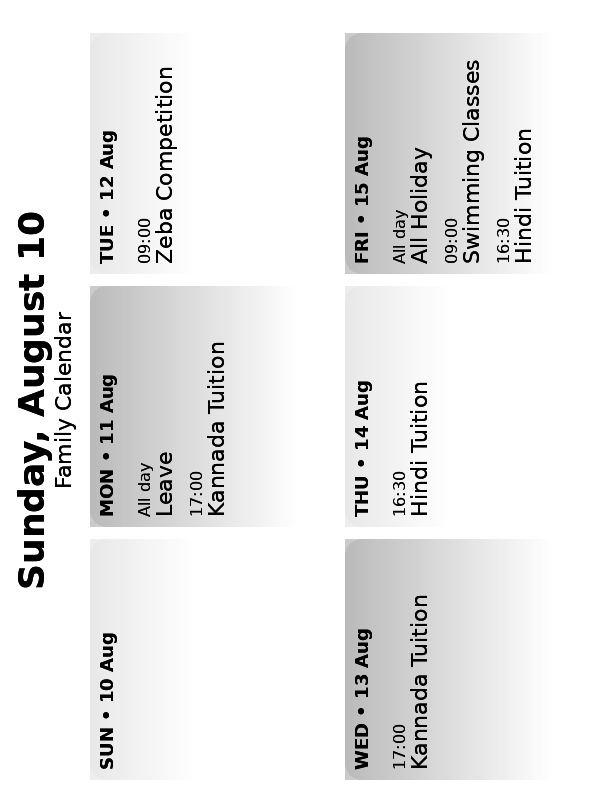 Sunday, August 10
Family Calendar
SUN • 10 Aug
MON • 11 Aug
All day
Leave
17:00
Kannada Tuition
TUE • 12 Aug
09:00
Zeba Competition
WED • 13 Aug
17:00
Kannada Tuition
THU • 14 Aug
16:30
Hindi Tuition
FRI • 15 Aug
All day
All Holiday
09:00
Swimming Classes
16:30
Hindi Tuition